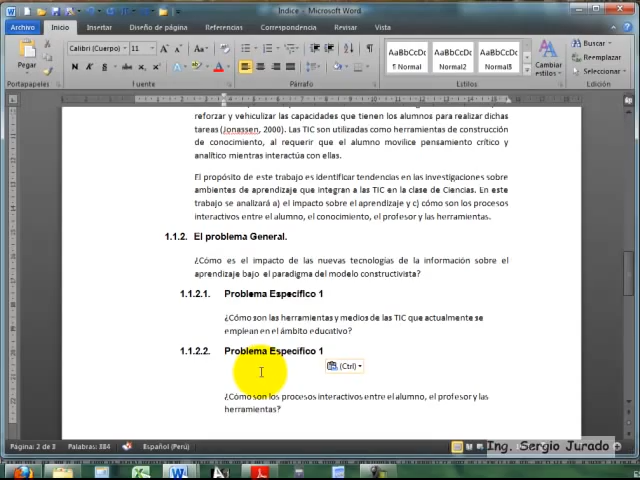 Indice - Microsoft Word
Archivo Inicio Insertar Diseño de página Referencias Correspondencia Revisar Vista
Calibri (Cuerpo) 11
Pegar
Cambiar estilos
Buscar
Reemplazar
Seleccionar
AaBbCcDc AaBbCcDc AaBbCcDc
¶ Normal Normal2 Normal3
Portapapeles Fuente Párrafo Estilos Edición
reforzar y vehiculizar las capacidades que tienen los alumnos para realizar dichas
tareas (Jonassen, 2000). Las TIC son utilizadas como herramientas de construcción
de conocimiento, al requerir que el alumno movilice pensamiento crítico y
analítico mientras interactúa con ellas.
El propósito de este trabajo es identificar tendencias en las investigaciones sobre
ambientes de aprendizaje que integran a las TIC en la clase de Ciencias. En este
trabajo se analizará a) el impacto sobre el aprendizaje y c) cómo son los procesos
interactivos entre el alumno, el conocimiento, el profesor y las herramientas.
1.1.2. El problema General.
¿Cómo es el impacto de las nuevas tecnologías de la información sobre el
aprendizaje bajo el paradigma del modelo constructivista?
1.1.2.1. Problema Específico 1
¿Cómo son las herramientas y medios de las TIC que actualmente se
emplean en el ámbito educativo?
1.1.2.2. Problema Específico 1
(Ctrl)
¿Cómo son los procesos interactivos entre el alumno, el profesor y las
herramientas?
Página: 2 de 3 Palabras: 384 Español (Perú)
Ing. Sergio Jurado